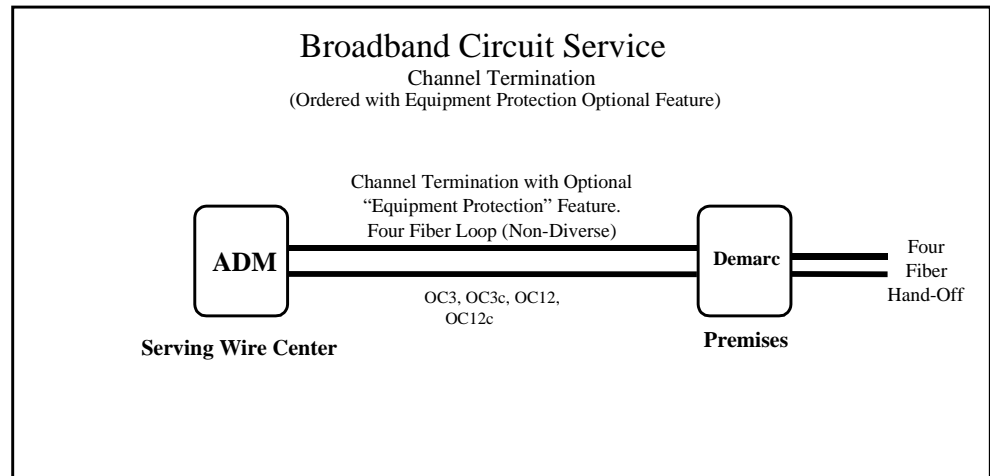 Broadband Circuit Service
Channel Termination
(Ordered with Equipment Protection Optional Feature)
Channel Termination with Optional
“Equipment Protection” Feature.
Four Fiber Loop (Non-Diverse)
ADM
Demarc
Four
Fiber
Hand-Off
OC3, OC3c, OC12,
OC12c
Serving Wire Center
Premises